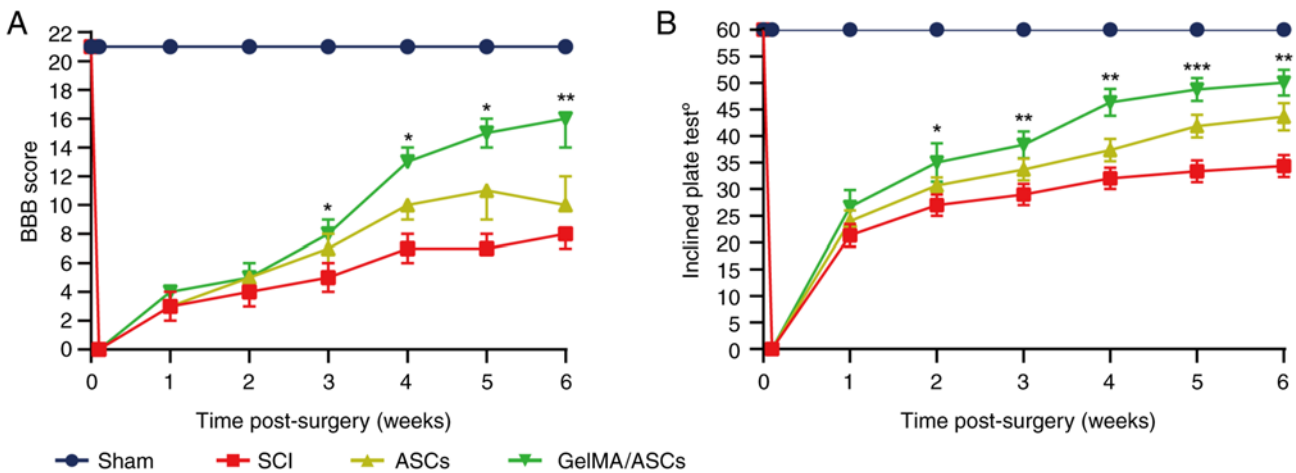 A
BBB score
22
20
18
16
14
12
10
8
6
4
2
0
* * * **
0 1 2 3 4 5 6
Time post-surgery (weeks)
B
Inclined plate testº
60
55
50
45
40
35
30
25
20
15
10
5
0
* ** ** *** **
0 1 2 3 4 5 6
Time post-surgery (weeks)
Sham SCI ASCs GelMA/ASCs